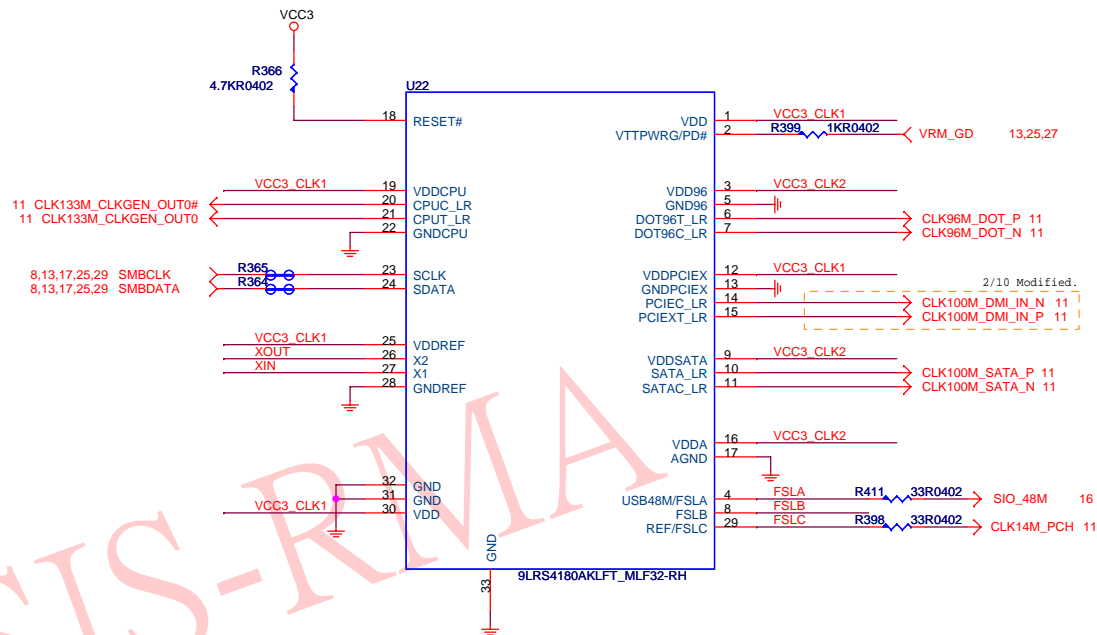 VCC3
R366
4.7KR0402
U22
18 RESET#
VCC3_CLK1 19 VDDCPU
11 CLK133M_CLKGEN_OUT0# 20 CPUC_LR
11 CLK133M_CLKGEN_OUT0 21 CPUT_LR
22 GNDCPU
8,13,17,25,29 SMBCLK R365 23 SCLK
8,13,17,25,29 SMBDATA R364 24 SDATA
VCC3_CLK1 25 VDDREF
XOUT 26 X2
XIN 27 X1
28 GNDREF
32 GND
31 GND
VCC3_CLK1 30 VDD
GND
33
9LRS4180AKLFT_MLF32-RH
VDD 1 VCC3_CLK1
VTTPWRG/PD# 2 R399 1KR0402 VRM_GD 13,25,27
VDD96 3 VCC3_CLK2
GND96 5
DOT96T_LR 6 CLK96M_DOT_P 11
DOT96C_LR 7 CLK96M_DOT_N 11
VDDPCIEX 12 VCC3_CLK1
GNDPCIEX 13
2/10 Modified.
PCIEC_LR 14 CLK100M_DMI_IN_N 11
PCIEXT_LR 15 CLK100M_DMI_IN_P 11
VDDSATA 9 VCC3_CLK2
SATA_LR 10 CLK100M_SATA_P 11
SATAC_LR 11 CLK100M_SATA_N 11
VDDA 16 VCC3_CLK2
AGND 17
USB48M/FSLA 4 FSLA R411 33R0402 SIO_48M 16
FSLB 8 FSLB
REF/FSLC 29 FSLC R398 33R0402 CLK14M_PCH 11
SIS-RMA